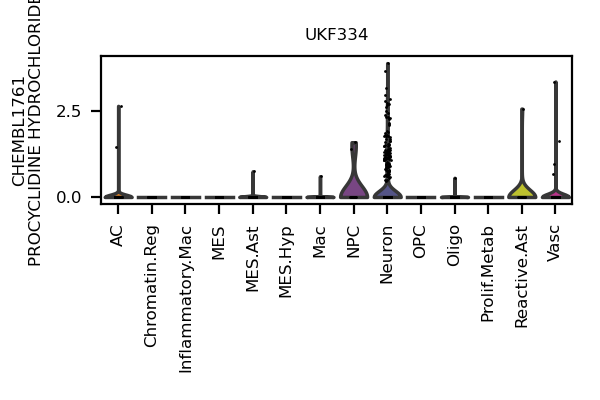 UKF334
CHEMBL1761
PROCYCLIDINE HYDROCHLORIDE
2.5
0.0
AC
Chromatin.Reg
Inflammatory.Mac
MES
MES.Ast
MES.Hyp
Mac
NPC
Neuron
OPC
Oligo
Prolif.Metab
Reactive.Ast
Vasc